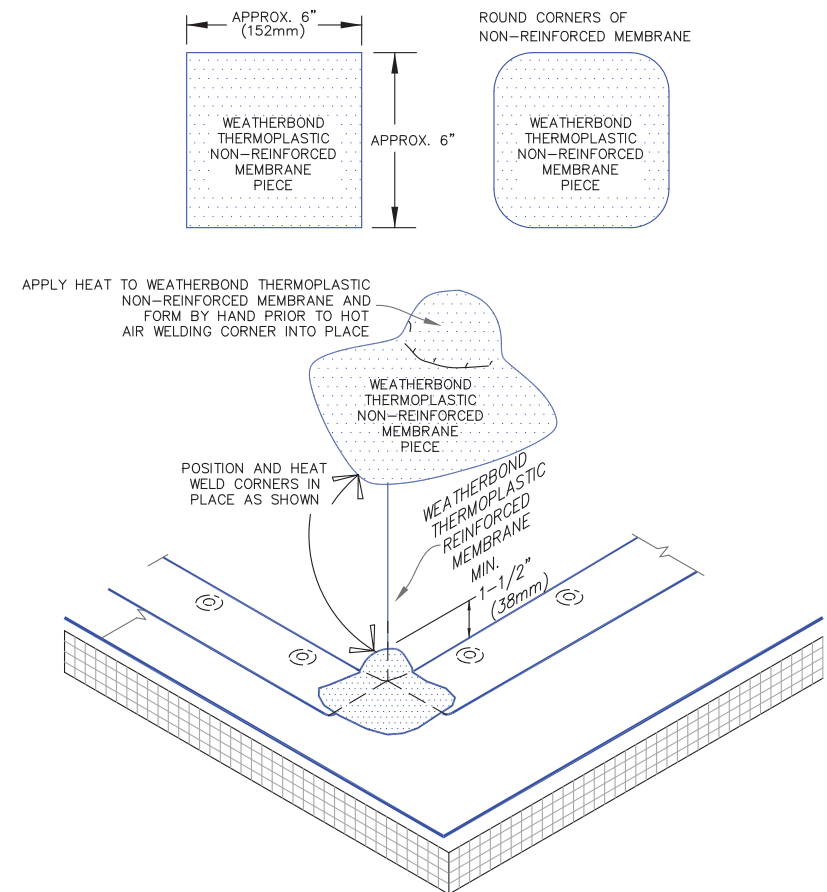 APPROX. 6"
(152mm)
ROUND CORNERS OF
NON-REINFORCED MEMBRANE
WEATHERBOND
THERMOPLASTIC
NON-REINFORCED
MEMBRANE
PIECE
APPROX. 6"
WEATHERBOND
THERMOPLASTIC
NON-REINFORCED
MEMBRANE
PIECE
APPLY HEAT TO WEATHERBOND THERMOPLASTIC
NON-REINFORCED MEMBRANE AND
FORM BY HAND PRIOR TO HOT
AIR WELDING CORNER INTO PLACE
WEATHERBOND
THERMOPLASTIC
NON-REINFORCED
MEMBRANE
PIECE
POSITION AND HEAT
WELD CORNERS IN
PLACE AS SHOWN
WEATHERBOND
THERMOPLASTIC
REINFORCED
MEMBRANE
MIN.
1-1/2"
(38mm)